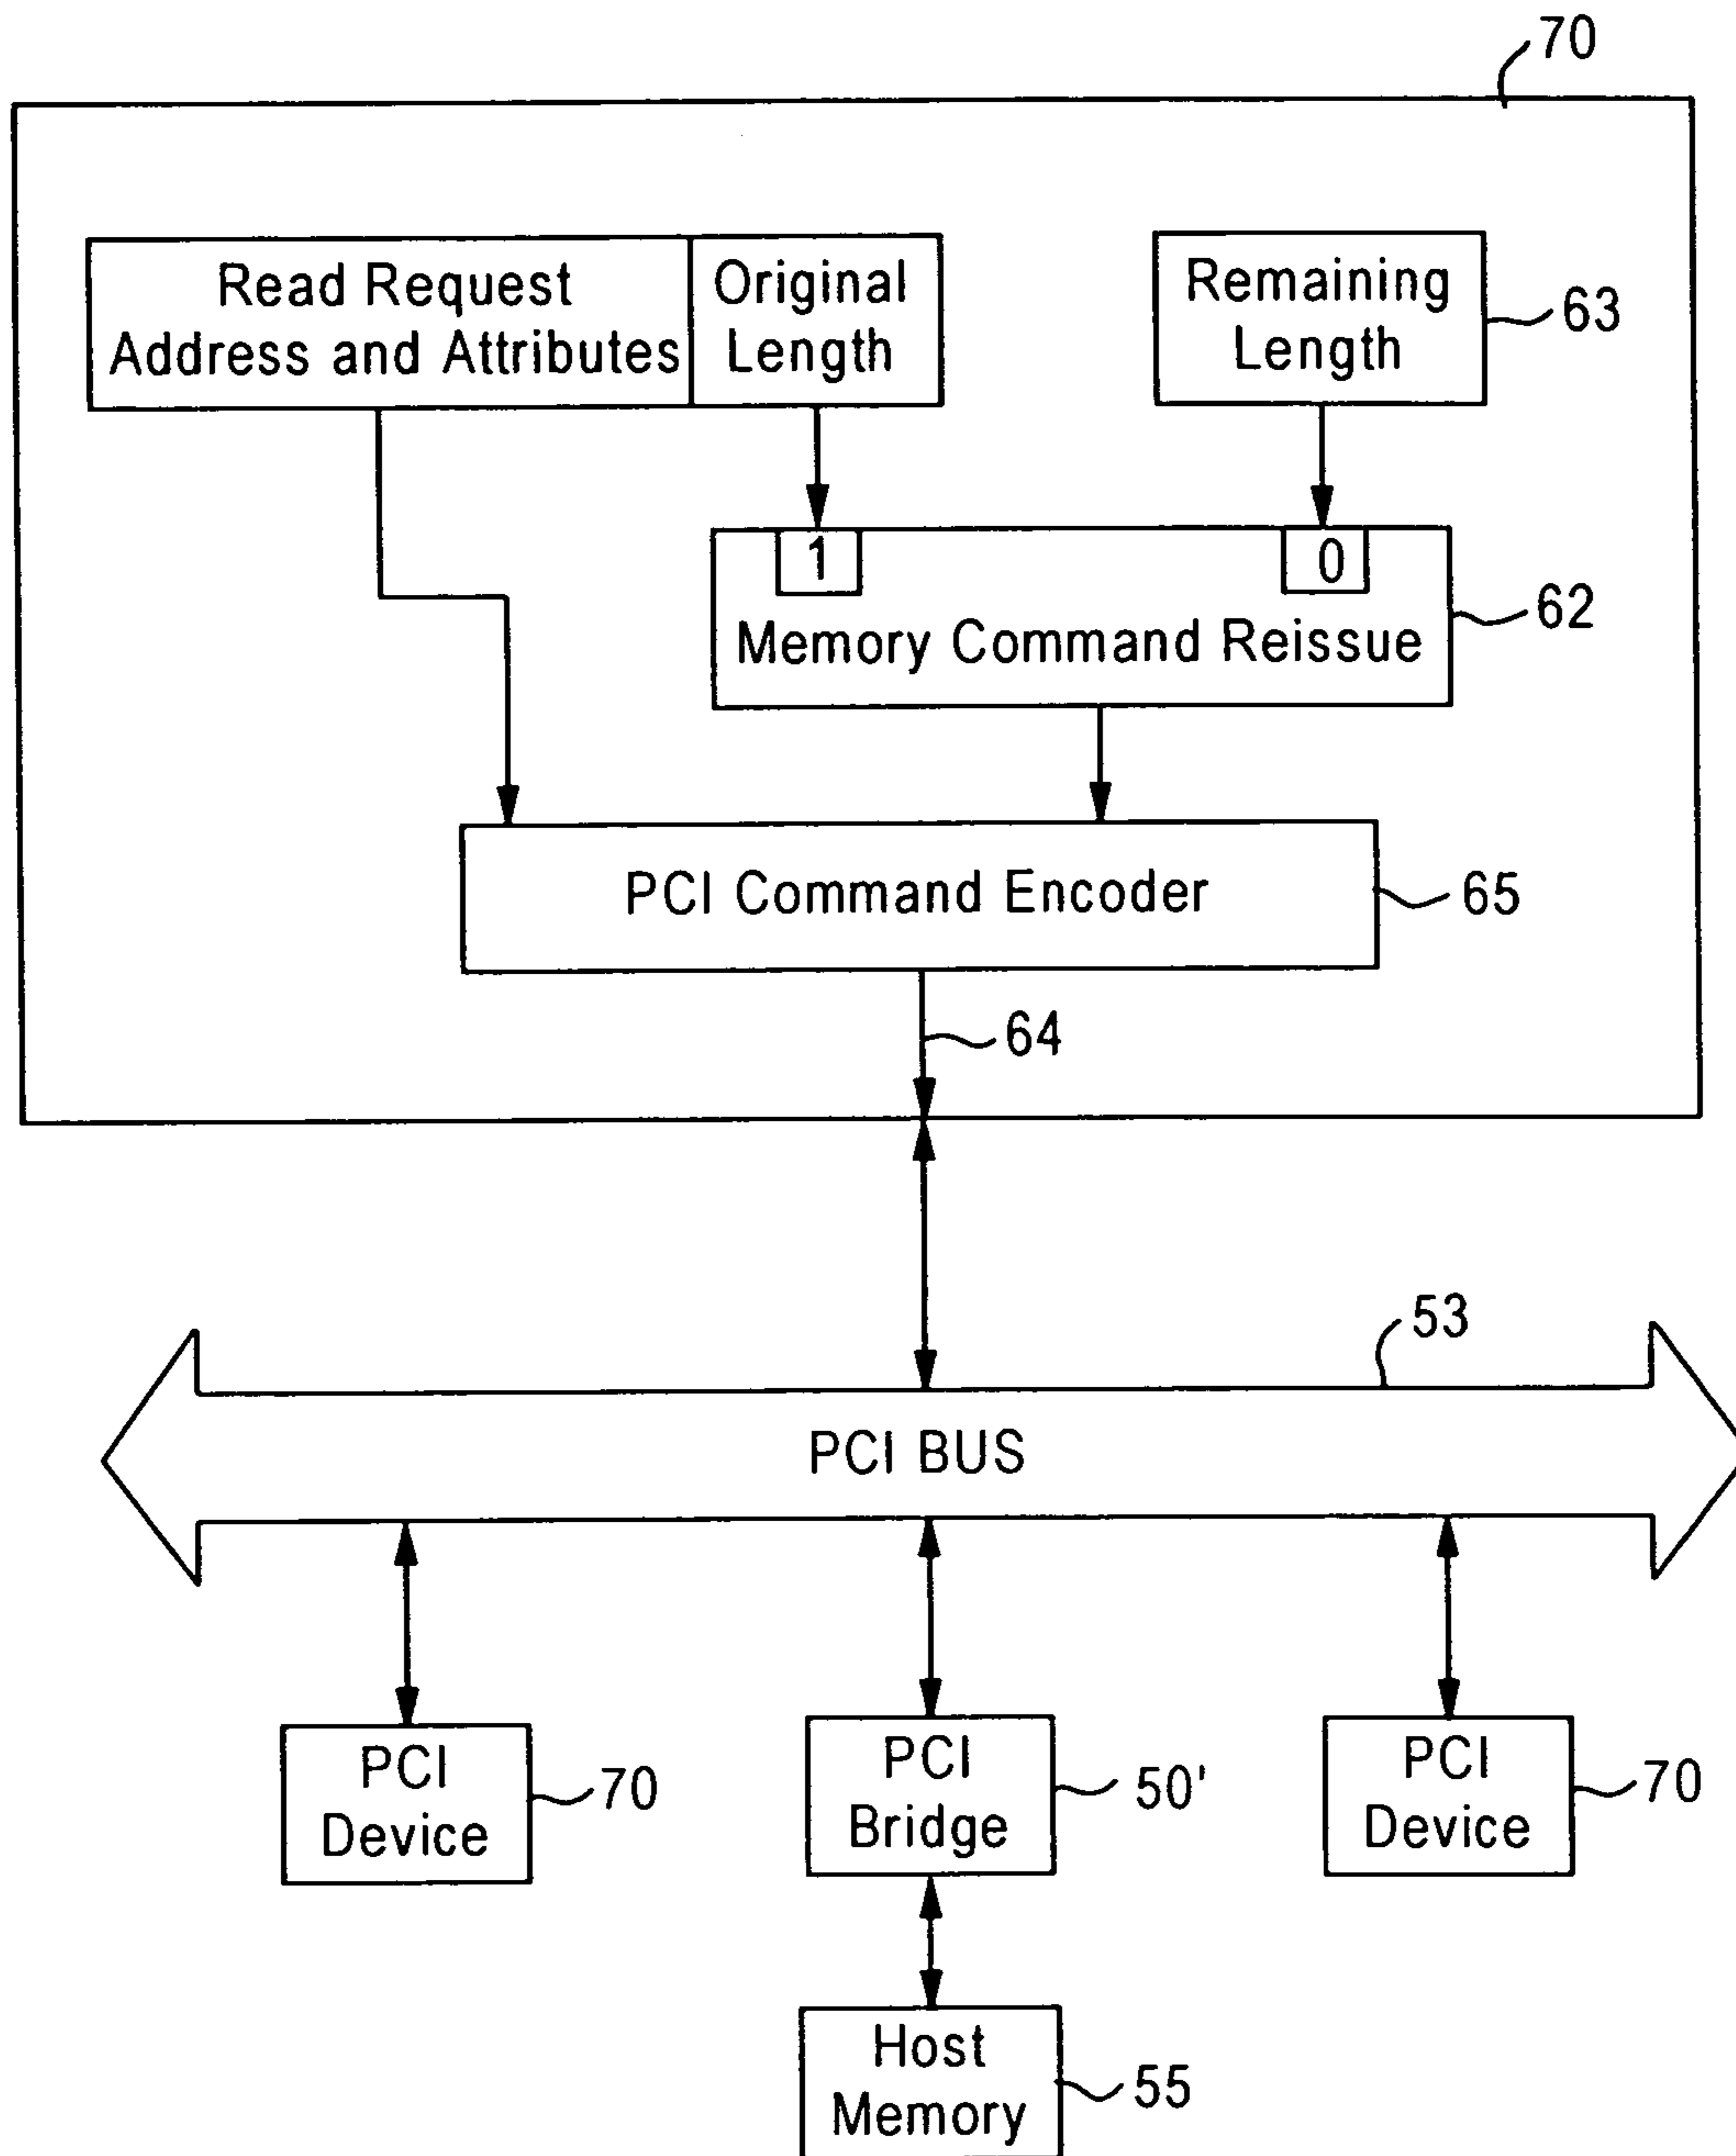 70
Read Request
Address and Attributes
Original
Length
Remaining
Length
63
1
0
Memory Command Reissue
62
PCI Command Encoder
65
64
53
PCI BUS
PCI
Device
70
PCI
Bridge
50'
PCI
Device
70
Host
Memory
55